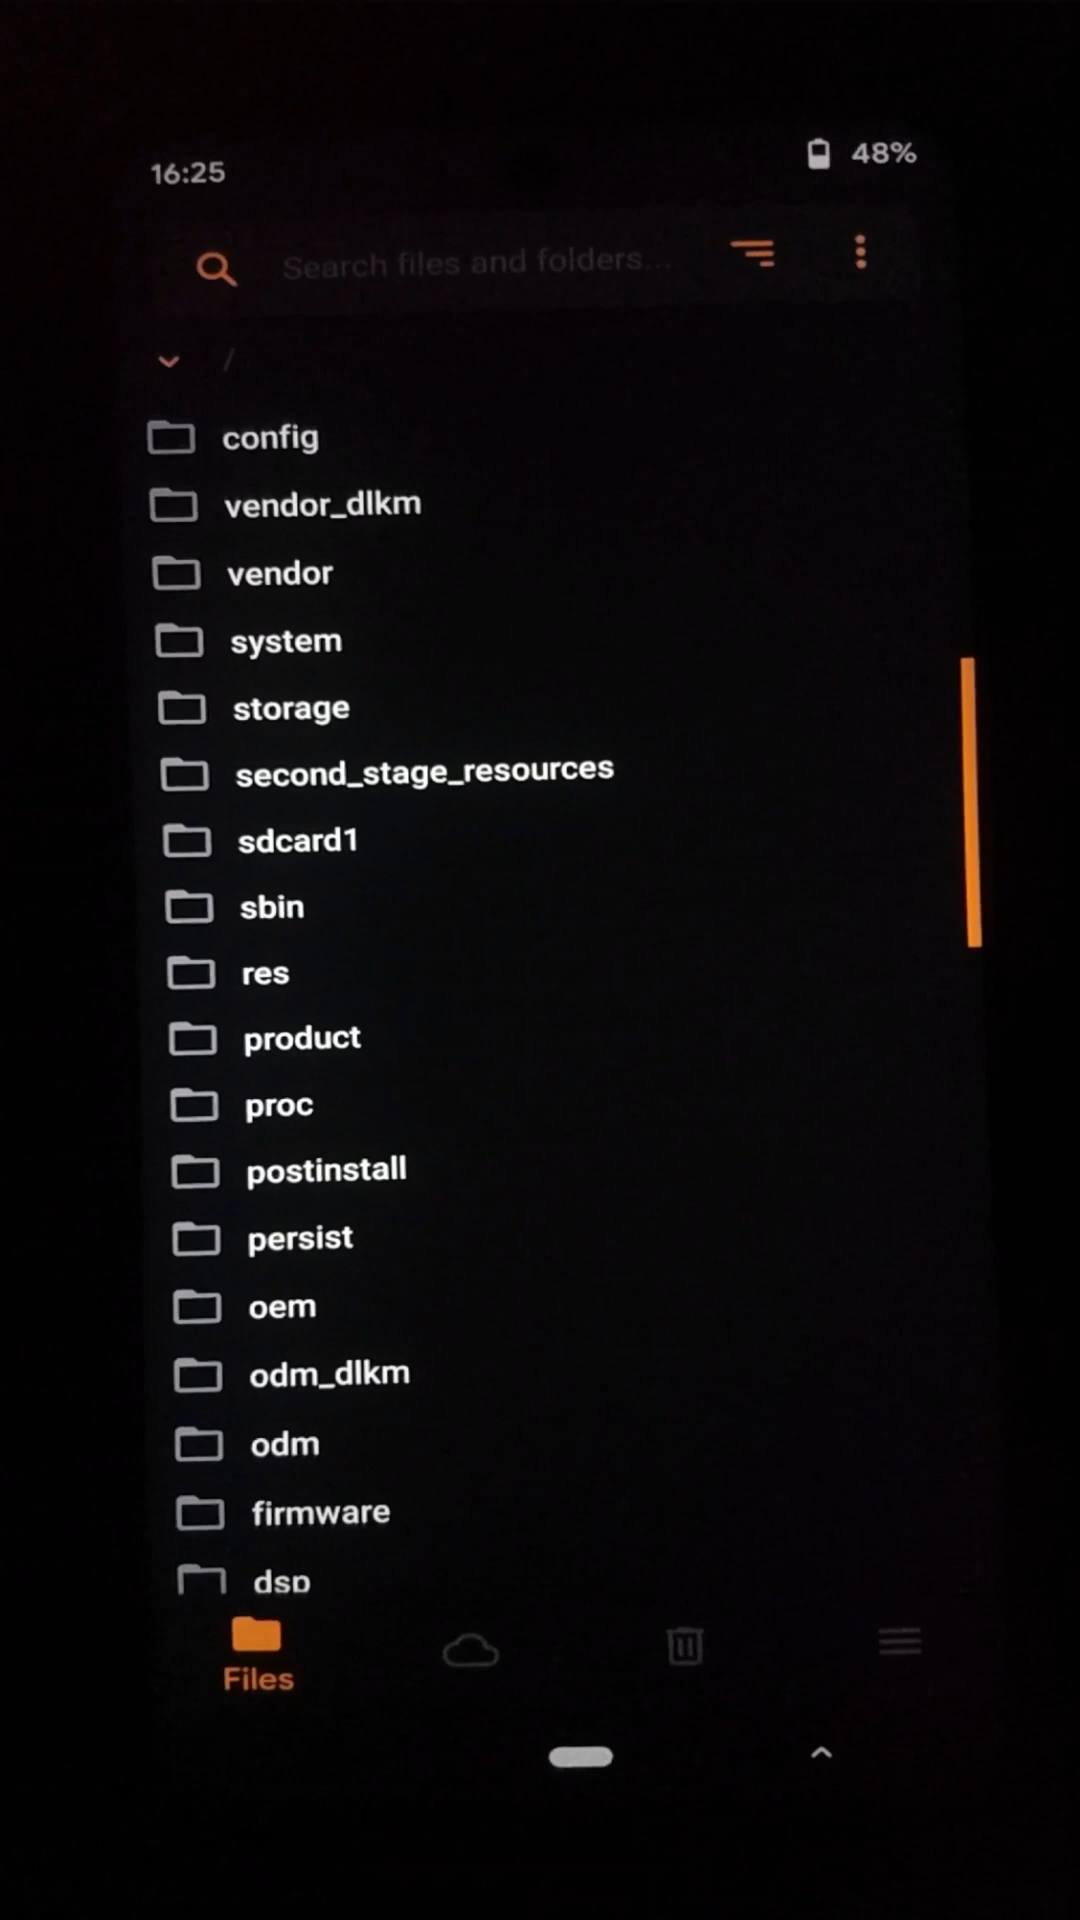 16:25
48%
Search files and folders...
/
config
vendor_dlkm
vendor
system
storage
second_stage_resources
sdcard1
sbin
res
product
proc
postinstall
persist
oem
odm_dlkm
odm
firmware
dsp
Files